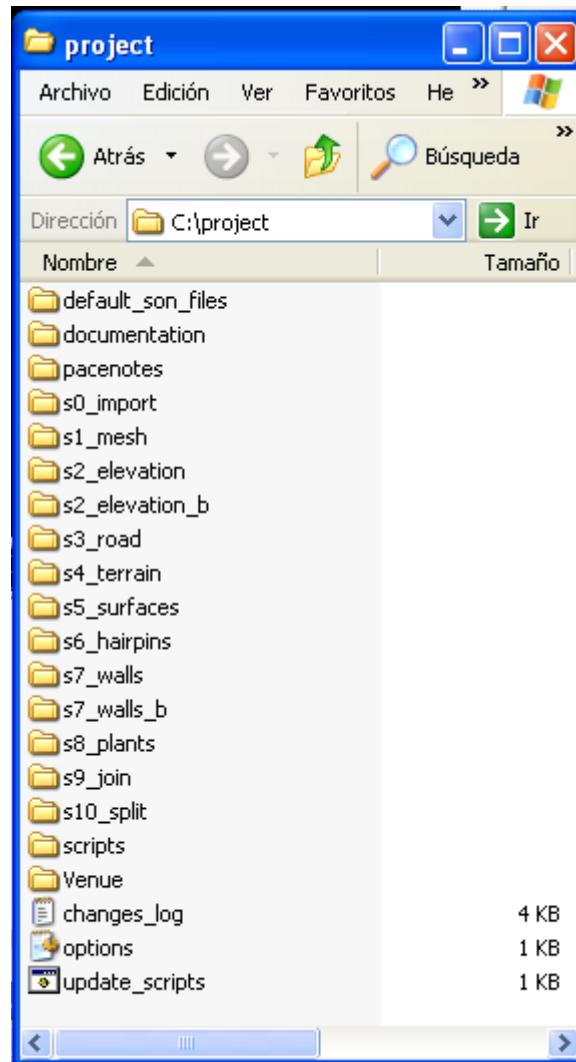 project
Archivo Edición Ver Favoritos He »
Atrás Búsqueda »
Dirección C:\project Ir
Nombre Tamaño
default_son_files
documentation
pacenotes
s0_import
s1_mesh
s2_elevation
s2_elevation_b
s3_road
s4_terrain
s5_surfaces
s6_hairpins
s7_walls
s7_walls_b
s8_plants
s9_join
s10_split
scripts
Venue
changes_log 4 KB
options 1 KB
update_scripts 1 KB